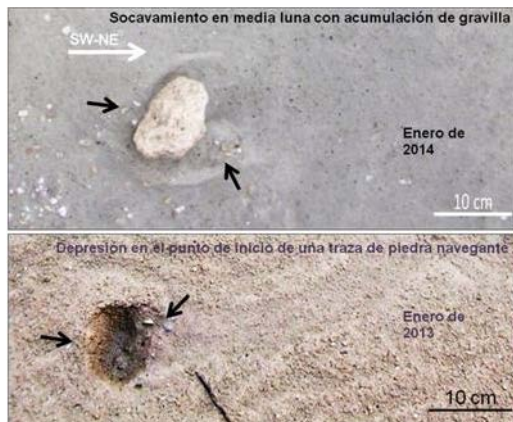 Socavamiento en media luna con acumulación de gravilla
SW-NE
Enero de
2014
10 cm
Depresión en el punto de inicio de una traza de piedra navegante
Enero de
2013
10 cm